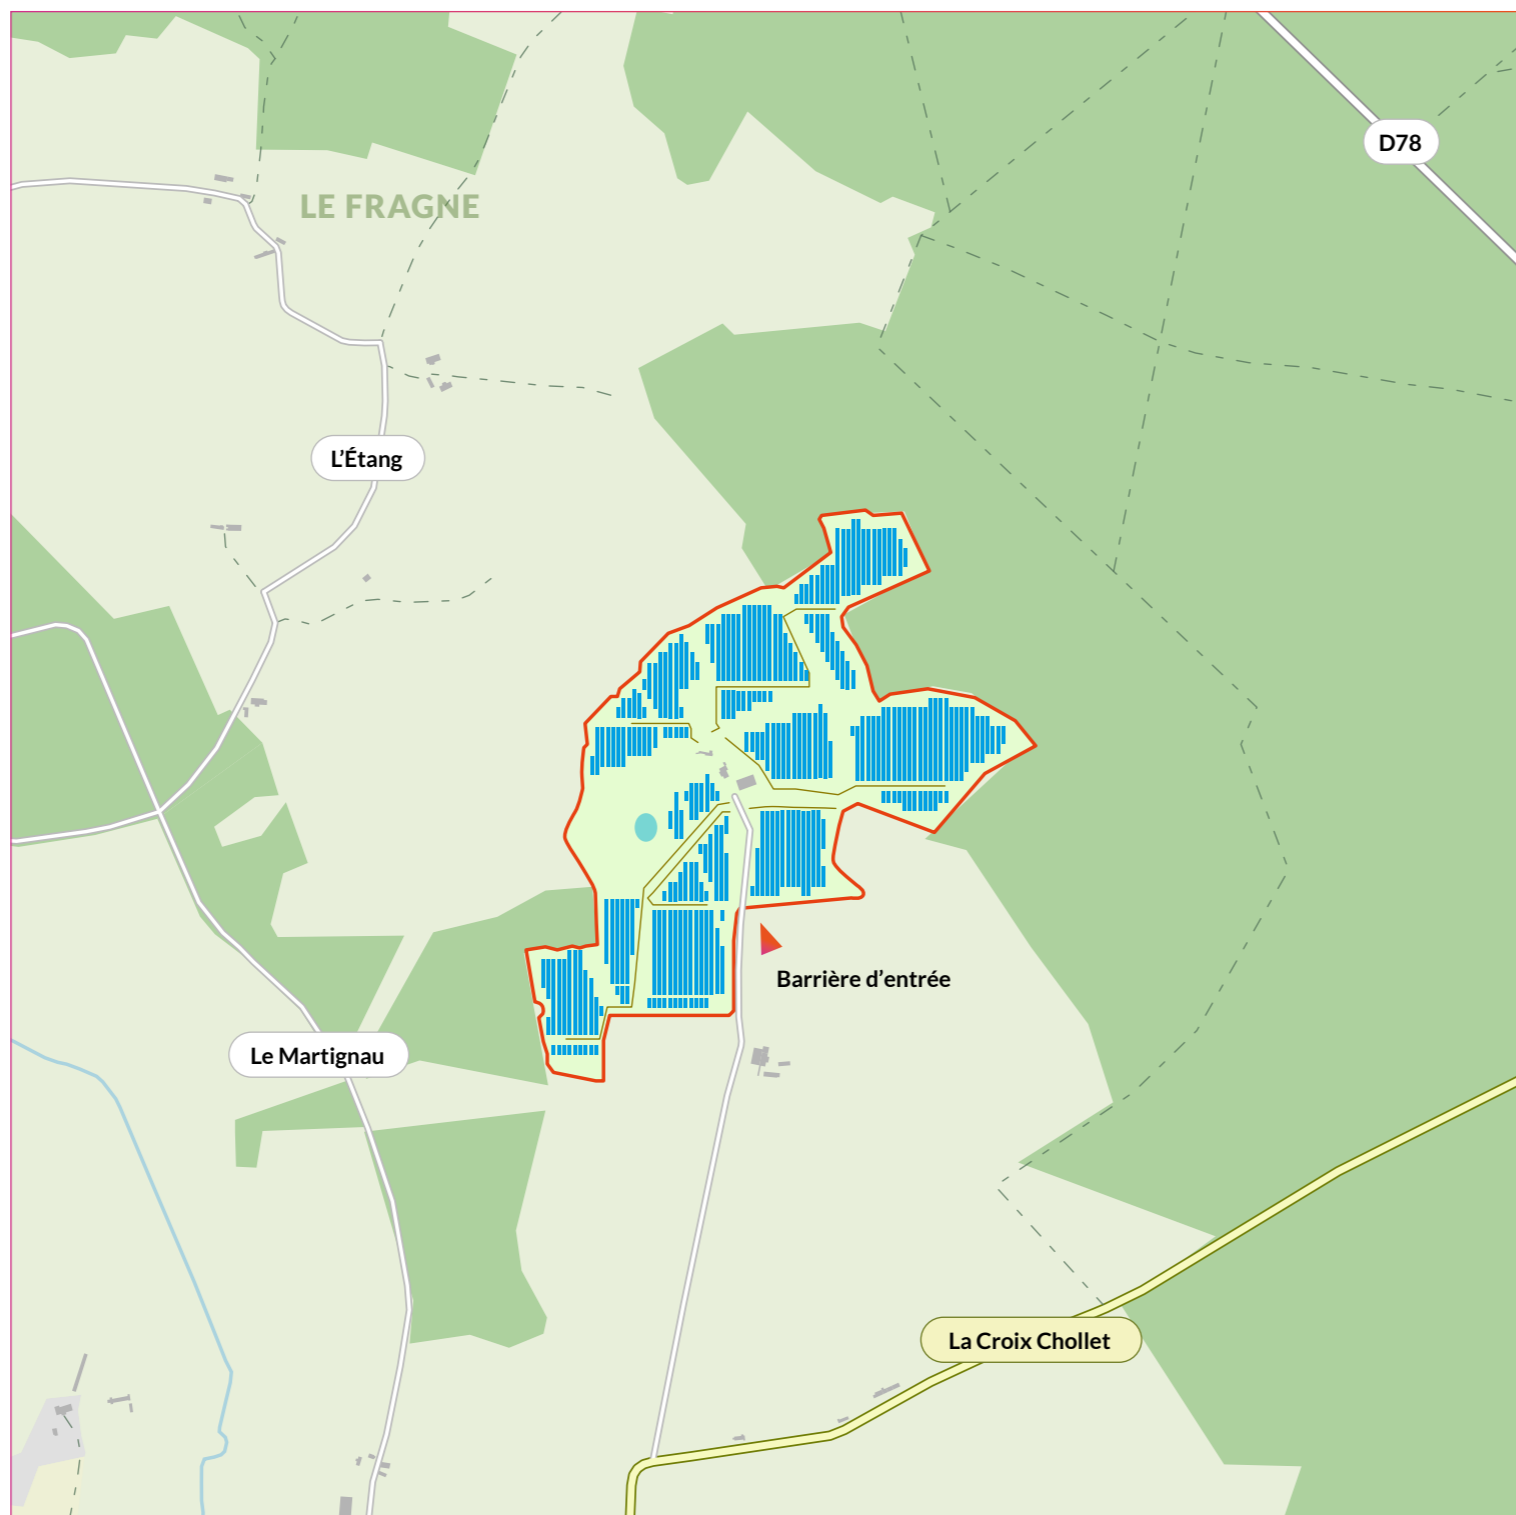 D78
LE FRAGNE
L’Étang
Barrière d’entrée
Le Martignau
La Croix Chollet